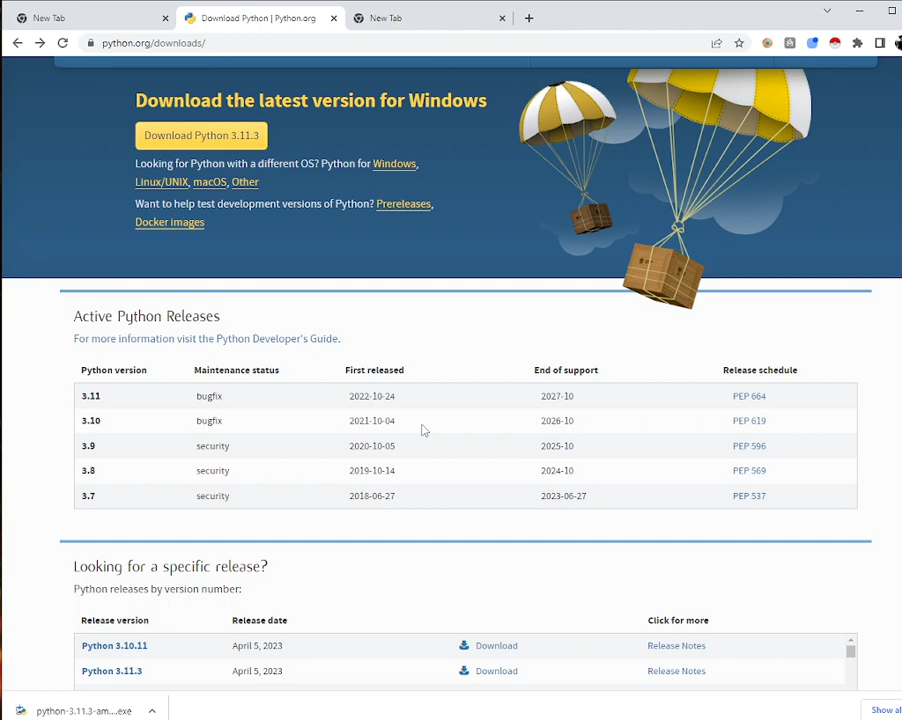 New Tab
Download Python | Python.org
New Tab
python.org/downloads/
Download the latest version for Windows
Download Python 3.11.3
Looking for Python with a different OS? Python for Windows,
Linux/UNIX, macOS, Other
Want to help test development versions of Python? Prereleases,
Docker images
Active Python Releases
For more information visit the Python Developer's Guide.
Python version Maintenance status First released End of support Release schedule
3.11 bugfix 2022-10-24 2027-10 PEP 664
3.10 bugfix 2021-10-04 2026-10 PEP 619
3.9 security 2020-10-05 2025-10 PEP 596
3.8 security 2019-10-14 2024-10 PEP 569
3.7 security 2018-06-27 2023-06-27 PEP 537
Looking for a specific release?
Python releases by version number:
Release version Release date Click for more
Python 3.10.11 April 5, 2023 Download Release Notes
Python 3.11.3 April 5, 2023 Download Release Notes
python-3.11.3-am....exe
Show al